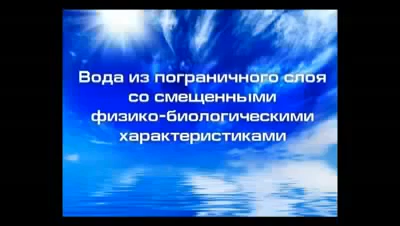 Вода из пограничного слоя
со смещенными
физико-биологическими
характеристиками